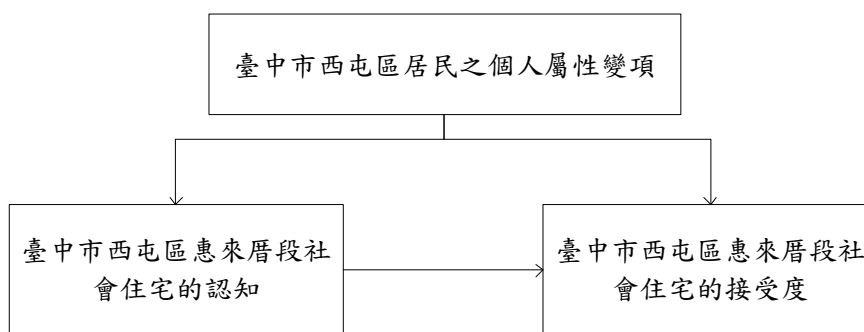 臺中市西屯區居民之個人屬性變項
臺中市西屯區惠來厝段社
會住宅的認知
臺中市西屯區惠來厝段社
會住宅的接受度